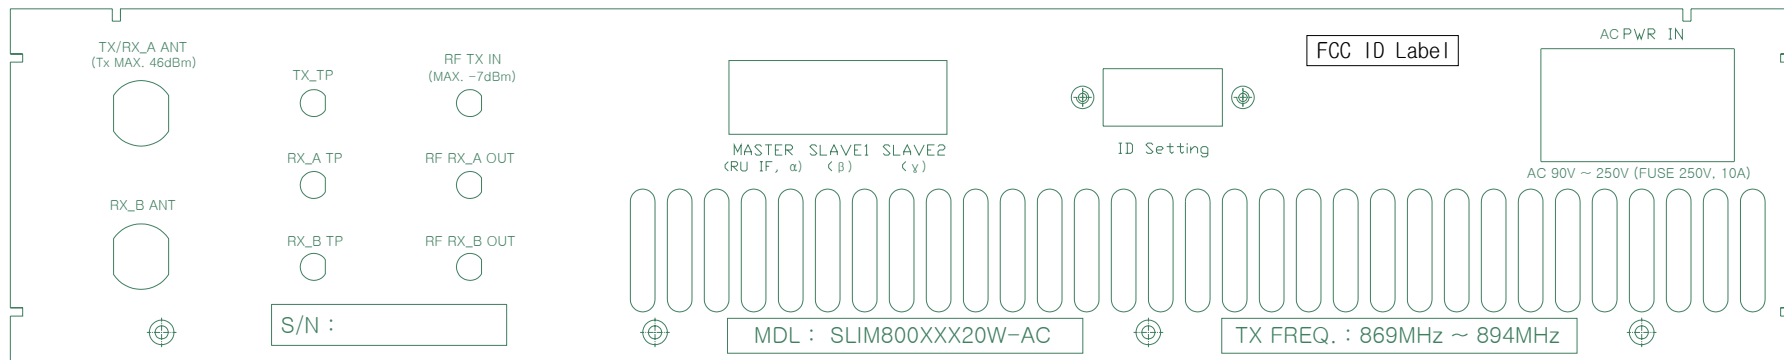 TX/RX_A ANT
(Tx MAX. 46dBm)
TX_TP
RF TX IN
(MAX. -7dBm)
FCC ID Label
AC PWR IN
MASTER SLAVE1 SLAVE2
(RU IF, α) (β) (γ)
ID Setting
RX_A TP
RF RX_A OUT
AC 90V ~ 250V (FUSE 250V, 10A)
RX_B ANT
RX_B TP
RF RX_B OUT
S/N :
MDL : SLIM800XXX20W-AC
TX FREQ. : 869MHz ~ 894MHz